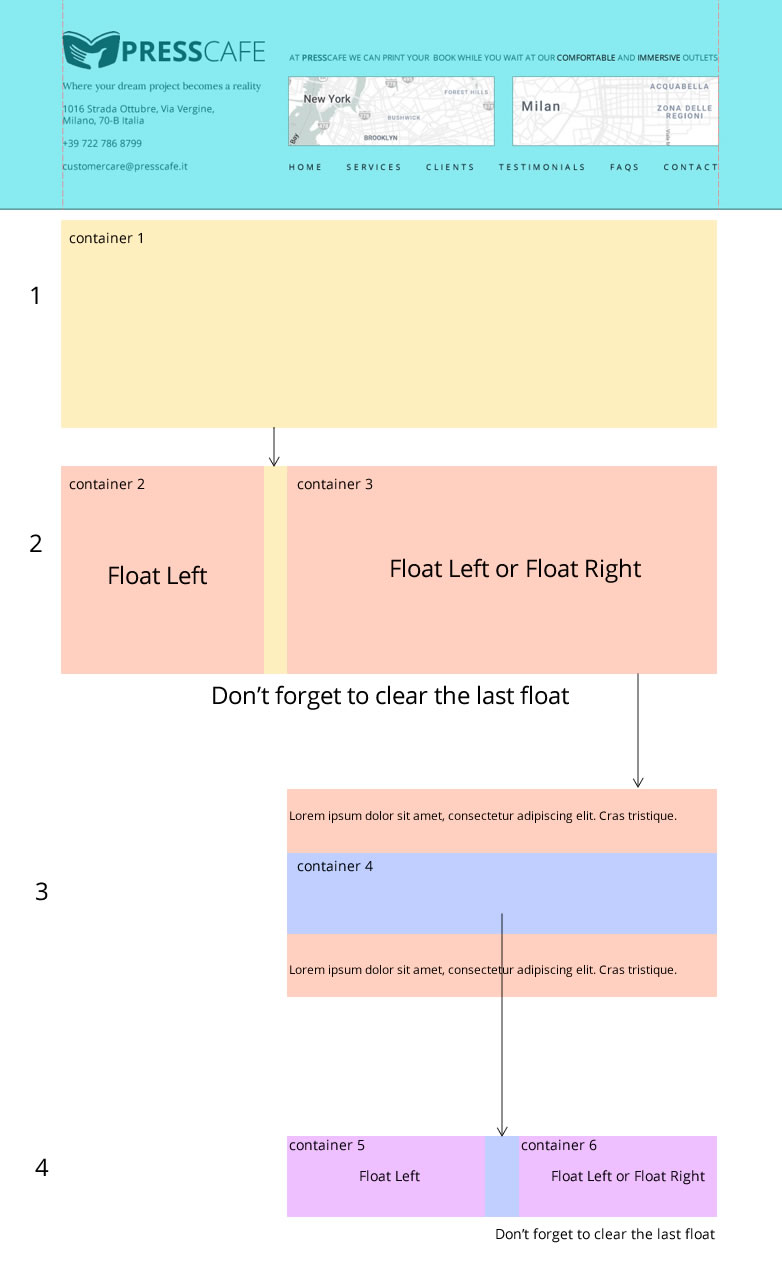 PRESSCAFE
Where your dream project becomes a reality
1016 Strada Ottubre, Via Vergine,
Milano, 70-B Italia
+39 722 786 8799
customercare@presscafe.it
AT PRESSCAFE WE CAN PRINT YOUR BOOK WHILE YOU WAIT AT OUR COMFORTABLE AND IMMERSIVE OUTLETS
New York
FOREST HILLS
BUSHWICK
BROOKLYN
Bay
Milan
ACQUABELLA
ZONA DELLE
REGIONI
HOME SERVICES CLIENTS TESTIMONIALS FAQS CONTACT
container 1
1
container 2
container 3
2
Float Left
Float Left or Float Right
Don’t forget to clear the last float
Lorem ipsum dolor sit amet, consectetur adipiscing elit. Cras tristique.
container 4
3
Lorem ipsum dolor sit amet, consectetur adipiscing elit. Cras tristique.
container 5
container 6
4
Float Left
Float Left or Float Right
Don’t forget to clear the last float